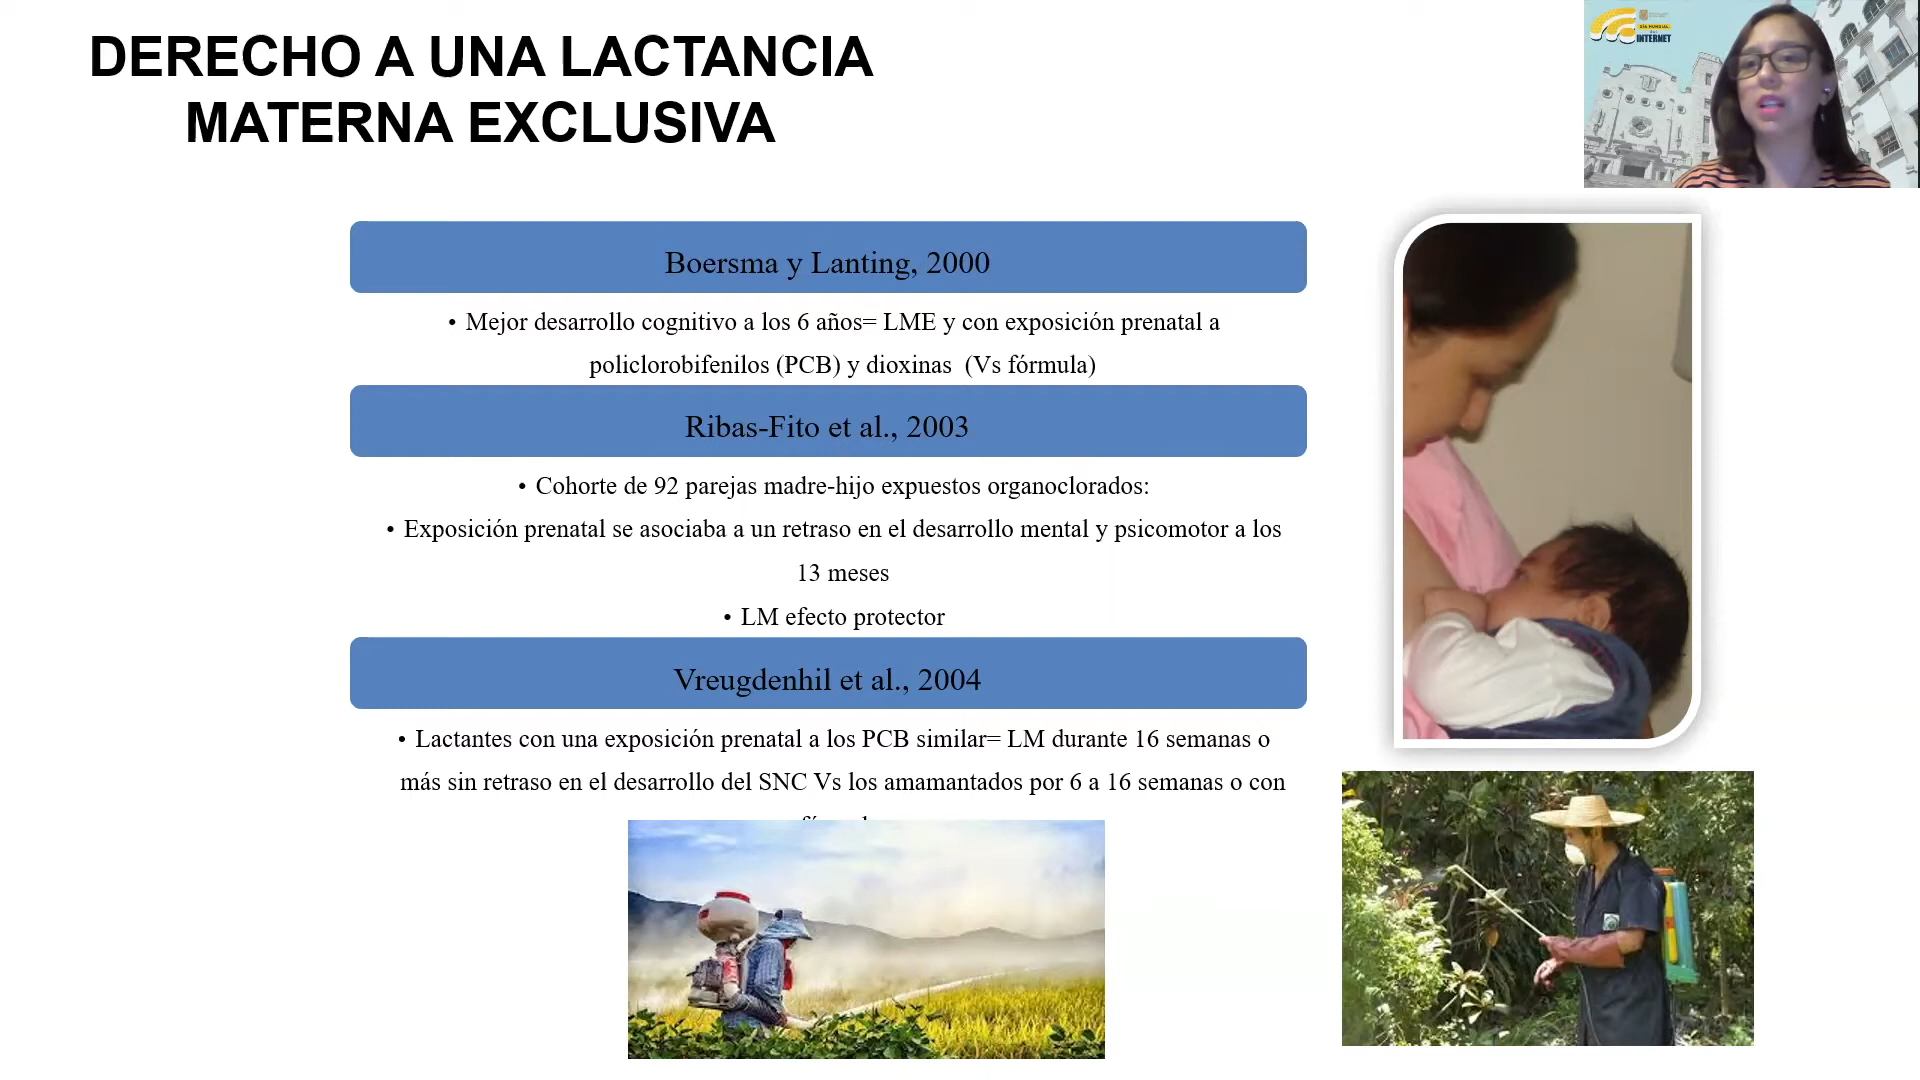 DERECHO A UNA LACTANCIA
MATERNA EXCLUSIVA
DÍA MUNDIAL
INTERNET
Boersma y Lanting, 2000
• Mejor desarrollo cognitivo a los 6 años= LME y con exposición prenatal a
policlorobifenilos (PCB) y dioxinas  (Vs fórmula)
Ribas-Fito et al., 2003
• Cohorte de 92 parejas madre-hijo expuestos organoclorados:
• Exposición prenatal se asociaba a un retraso en el desarrollo mental y psicomotor a los
13 meses
• LM efecto protector
Vreugdenhil et al., 2004
• Lactantes con una exposición prenatal a los PCB similar= LM durante 16 semanas o
más sin retraso en el desarrollo del SNC Vs los amamantados por 6 a 16 semanas o con